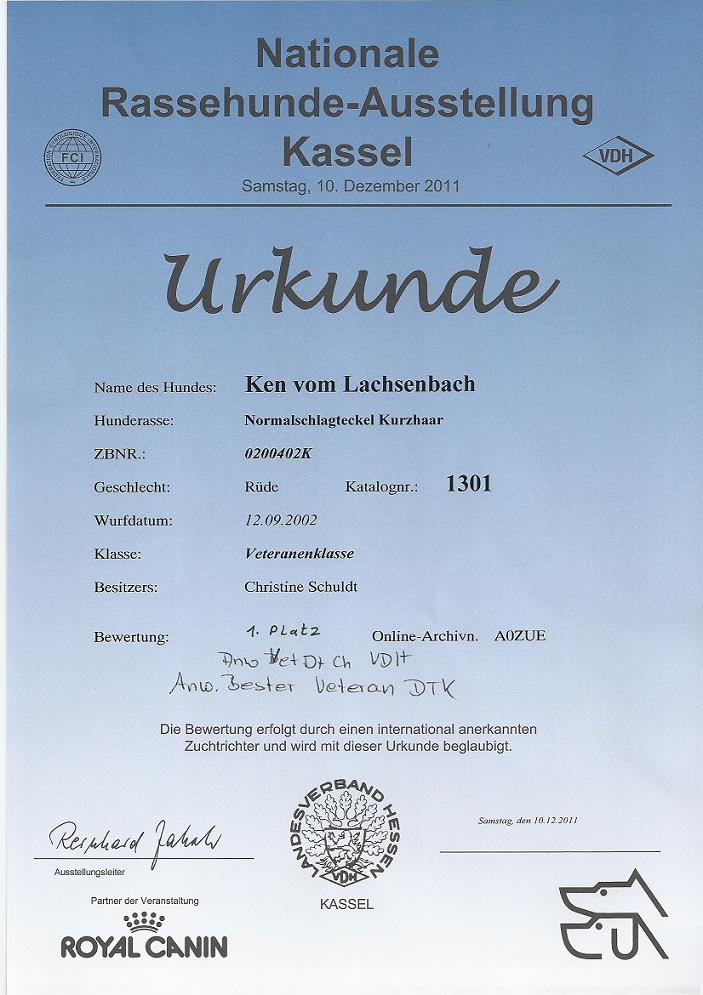 Nationale
Rassehunde-Ausstellung
Kassel
FEDERATION CYNOLOGIQUE INTERNATIONALE
FCI
VDH
Samstag, 10. Dezember 2011
Urkunde
Name des Hundes: Ken vom Lachsenbach
Hunderasse: Normalschlagteckel Kurzhaar
ZBNR.: 0200402K
Geschlecht: Rüde Katalognr.: 1301
Wurfdatum: 12.09.2002
Klasse: Veteranenklasse
Besitzers: Christine Schuldt
Bewertung: 1. Platz Online-Archivn. A0ZUE
Anw Vet Dt Ch VDH
Anw. Bester Veteran DTK
Die Bewertung erfolgt durch einen international anerkannten
Zuchtrichter und wird mit dieser Urkunde beglaubigt.
LANDESVERBAND HESSEN
VDH
KASSEL
Samstag, den 10.12.2011
Reinhard
Ausstellungsleiter
Partner der Veranstaltung
ROYAL CANIN